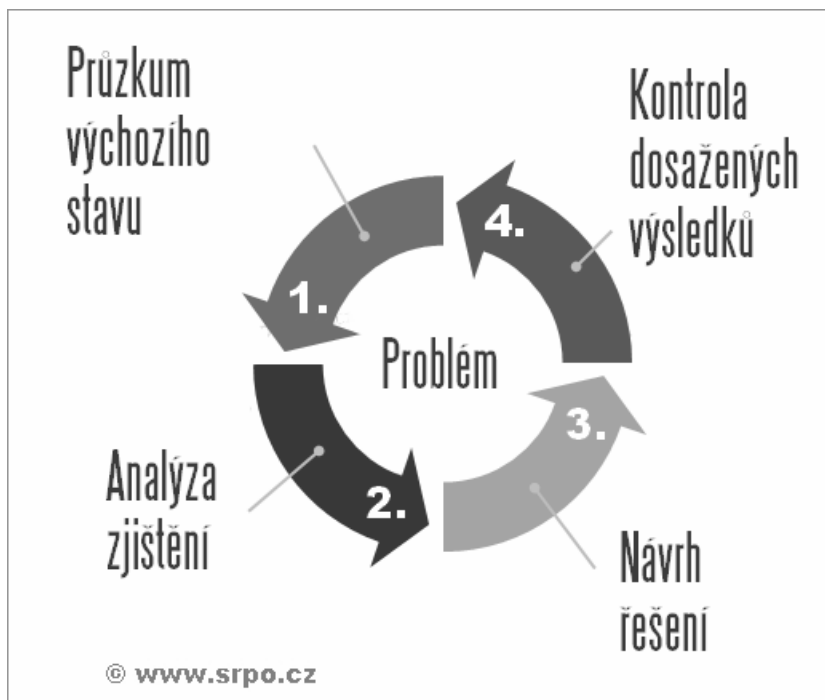 Průzkum
výchozího
stavu
1.
Analýza
zjištění
2.
Problém
3.
Návrh
řešení
4.
Kontrola
dosažených
výsledků
© www.srpo.cz